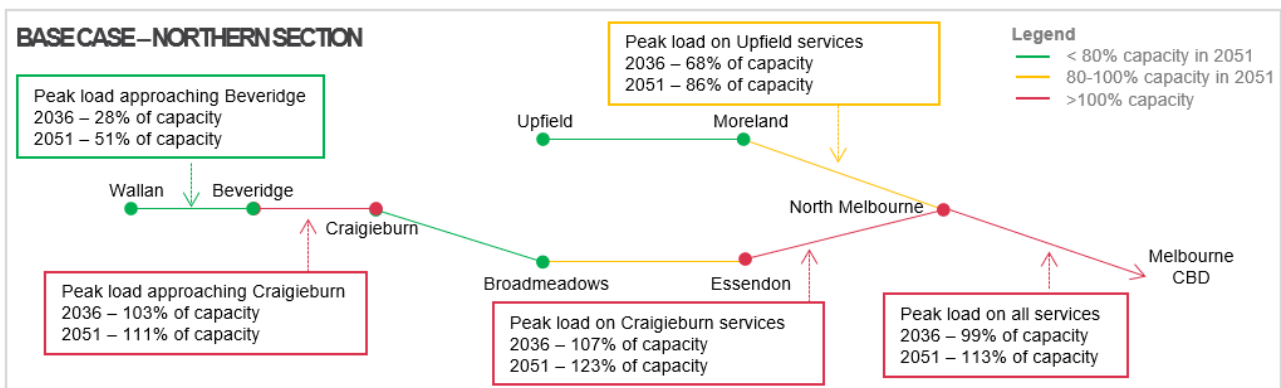 BASE CASE – NORTHERN SECTION
Legend
< 80% capacity in 2051
80-100% capacity in 2051
>100% capacity
Peak load on Upfield services
2036 – 68% of capacity
2051 – 86% of capacity
Peak load approaching Beveridge
2036 – 28% of capacity
2051 – 51% of capacity
Upfield
Moreland
Wallan
Beveridge
Craigieburn
North Melbourne
Broadmeadows
Essendon
Melbourne
CBD
Peak load approaching Craigieburn
2036 – 103% of capacity
2051 – 111% of capacity
Peak load on Craigieburn services
2036 – 107% of capacity
2051 – 123% of capacity
Peak load on all services
2036 – 99% of capacity
2051 – 113% of capacity